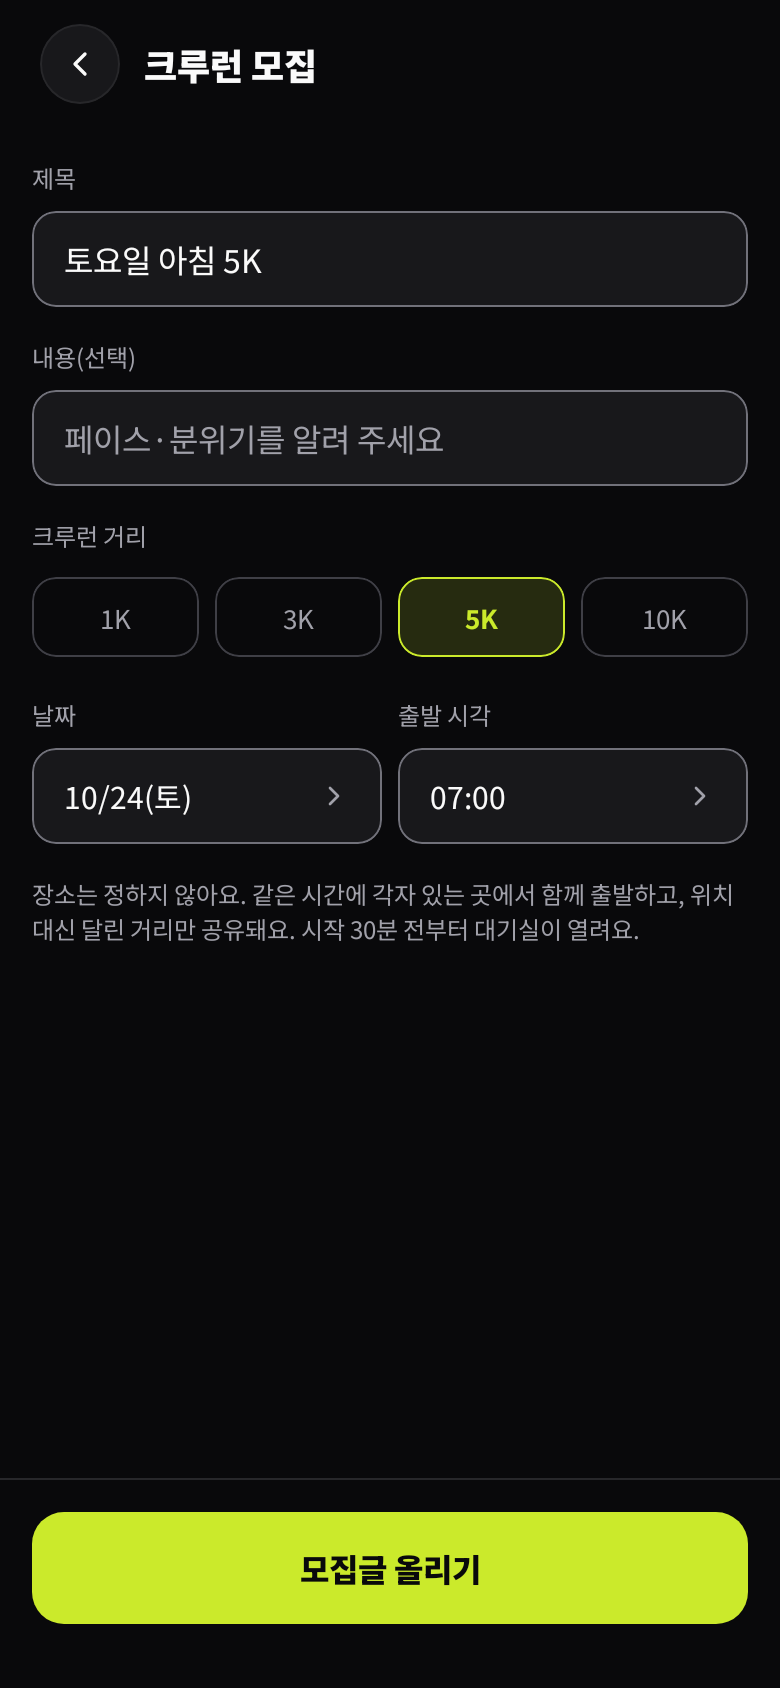 크루런 모집
제목
토요일 아침 5K
내용(선택)
페이스 · 분위기를 알려 주세요
크루런 거리
1K 3K 5K 10K
날짜 출발 시각
10/24(토) 07:00
장소는 정하지 않아요. 같은 시간에 각자 있는 곳에서 함께 출발하고, 위치
대신 달린 거리만 공유돼요. 시작 30분 전부터 대기실이 열려요.
모집글 올리기